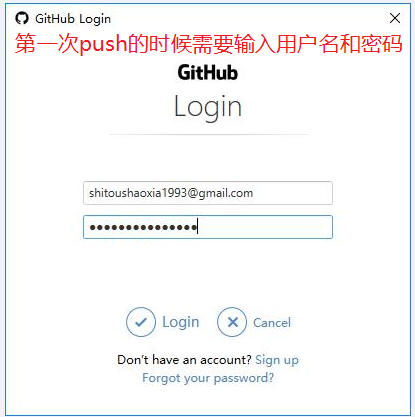 GitHub Login
第一次push的时候需要输入用户名和密码
GitHub
Login
shitoushaoxia1993@gmail.com
●●●●●●●●●●●●●●●
Login Cancel
Don't have an account? Sign up
Forgot your password?